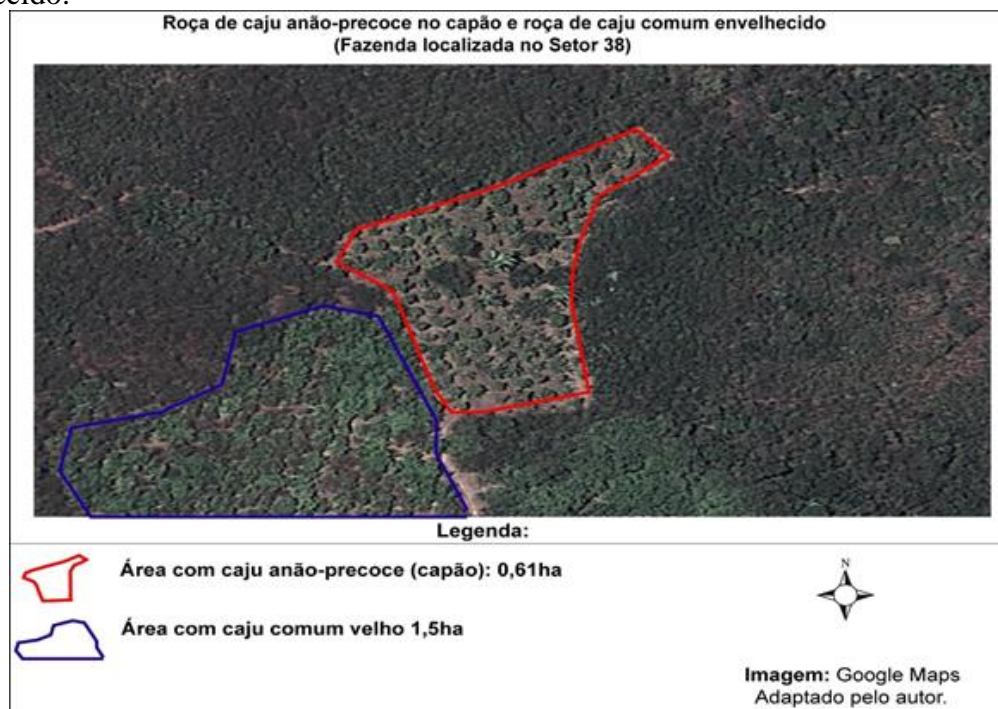 ecido.
Roça de caju anão-precoce no capão e roça de caju comum envelhecido
(Fazenda localizada no Setor 38)
Legenda:
Área com caju anão-precoce (capão): 0,61ha
Área com caju comum velho 1,5ha
N
Imagem: Google Maps
Adaptado pelo autor.